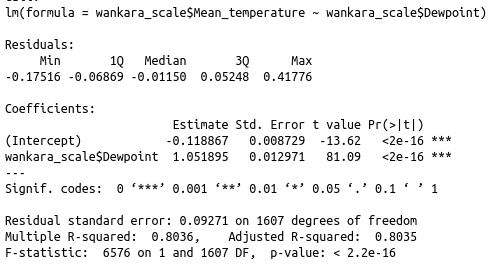 lm(formula = wankara_scale$Mean_temperature ~ wankara_scale$Dewpoint)
Residuals:
Min 1Q Median 3Q Max
-0.17516 -0.06869 -0.01150 0.05248 0.41776
Coefficients:
Estimate Std. Error t value Pr(>|t|)
(Intercept) -0.118867 0.008729 -13.62 <2e-16 ***
wankara_scale$Dewpoint 1.051895 0.012971 81.09 <2e-16 ***
---
Signif. codes: 0 ‘***’ 0.001 ‘**’ 0.01 ‘*’ 0.05 ‘.’ 0.1 ‘ ’ 1
Residual standard error: 0.09271 on 1607 degrees of freedom
Multiple R-squared: 0.8036, Adjusted R-squared: 0.8035
F-statistic: 6576 on 1 and 1607 DF, p-value: < 2.2e-16